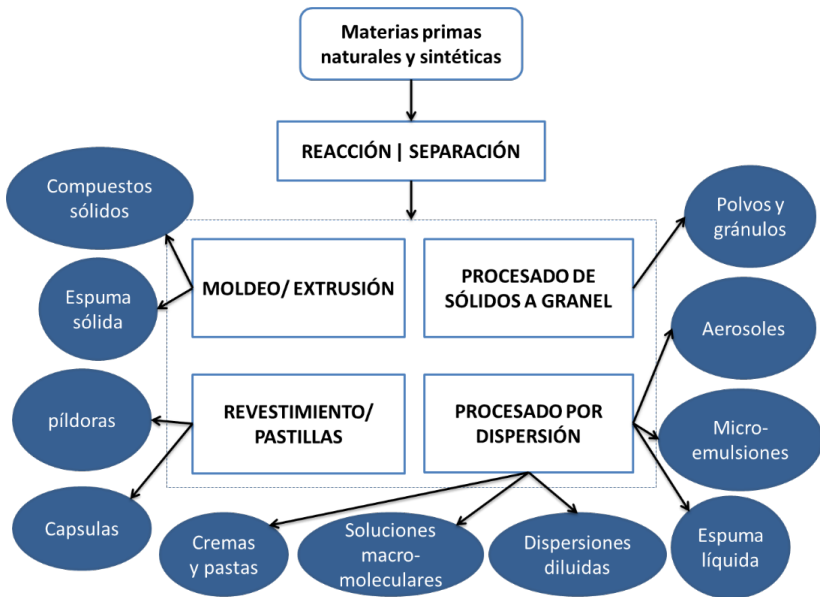 Materias primas
naturales y sintéticas
REACCIÓN | SEPARACIÓN
Compuestos
sólidos
Polvos y
gránulos
MOLDEO/ EXTRUSIÓN
PROCESADO DE
SÓLIDOS A GRANEL
Espuma
sólida
Aerosoles
píldoras
REVESTIMIENTO/
PASTILLAS
PROCESADO POR
DISPERSIÓN
Micro-
emulsiones
Capsulas
Cremas
y pastas
Soluciones
macro-
moleculares
Dispersiones
diluidas
Espuma
líquida